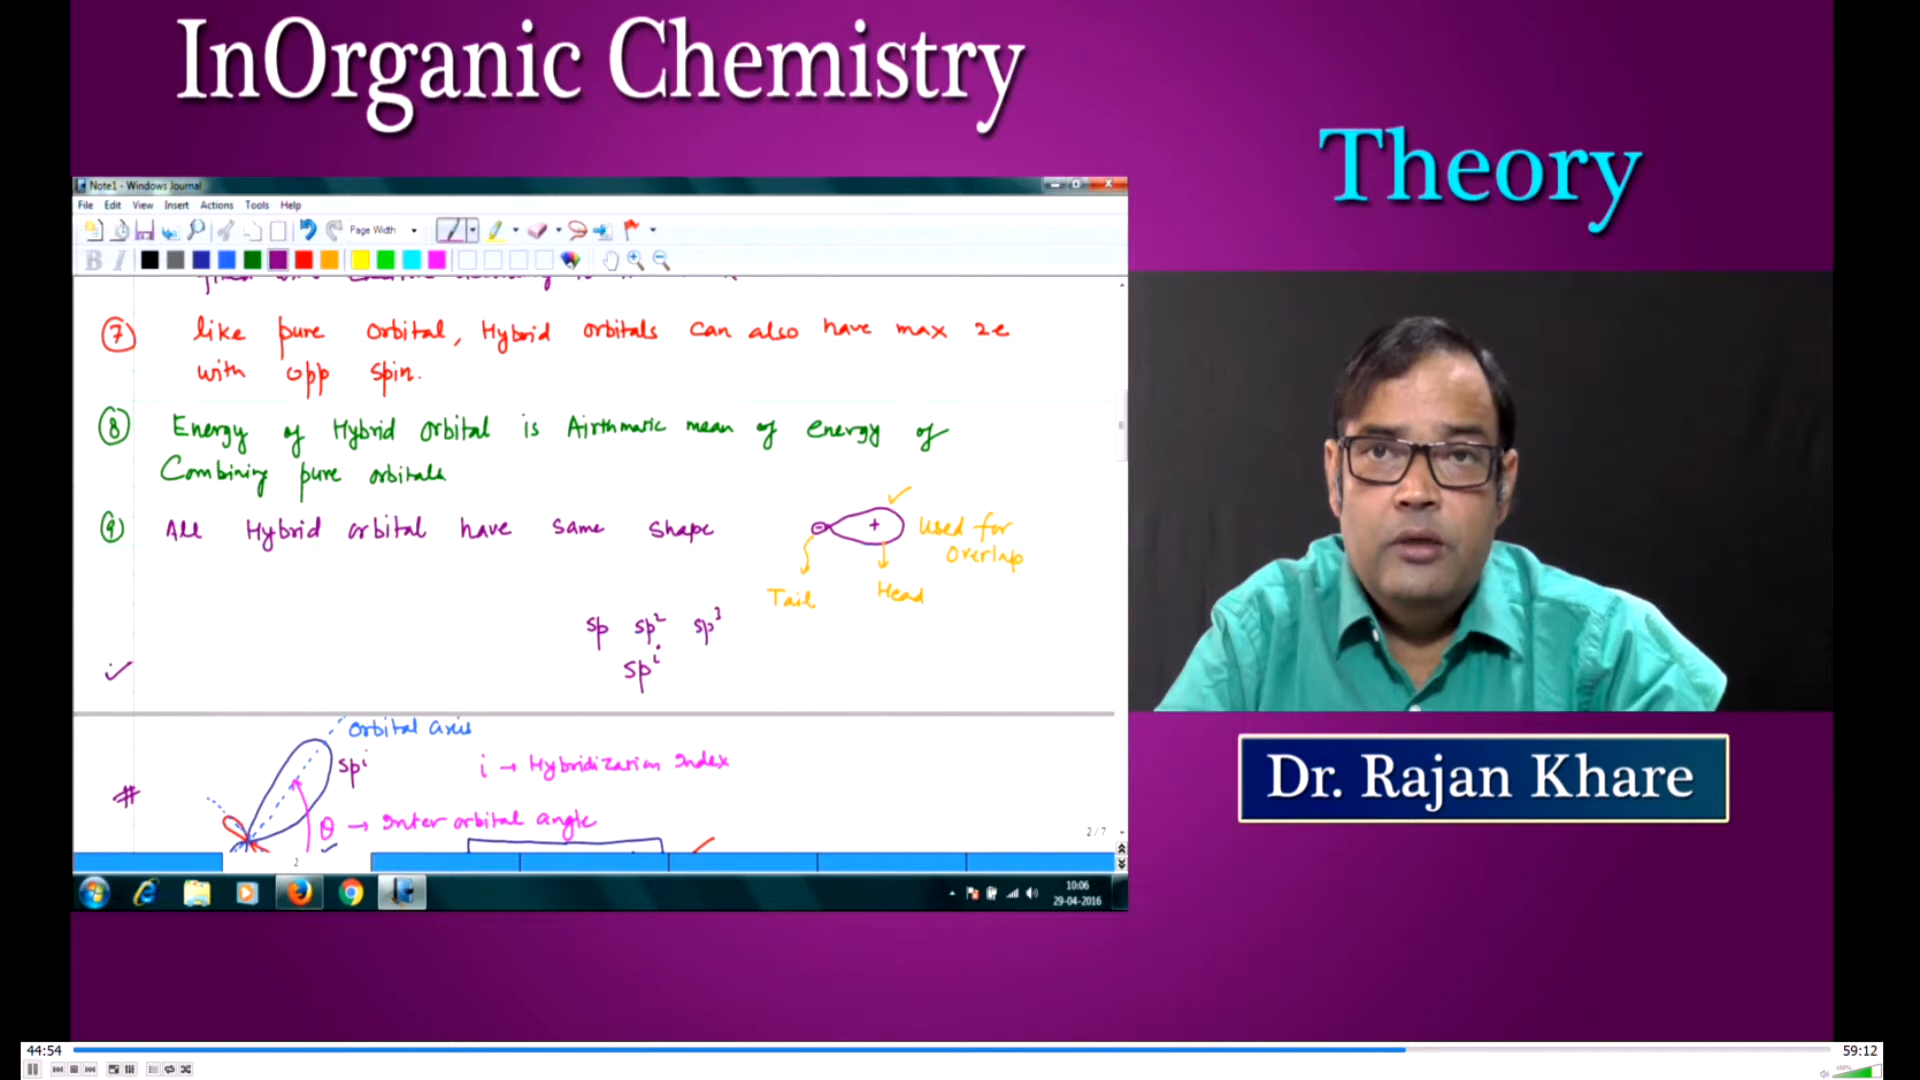 InOrganic Chemistry
Theory
Note1 - Windows Journal
File Edit View Insert Actions Tools Help
Page Width
B I
7 like pure orbital, Hybrid orbitals can also have max 2e
with opp spin.
8 Energy of Hybrid orbital is Airthmatic mean of energy of
Combining pure orbitals
9 All Hybrid orbital have same shape
- +
Used for
Overlap
Tail Head
sp sp² sp³
spⁱ
orbital axis
spⁱ
i → Hybridization Index
#
θ → Inter orbital angle
2 / 7
2
10:06
29-04-2016
Dr. Rajan Khare
44:54
59:12
100%